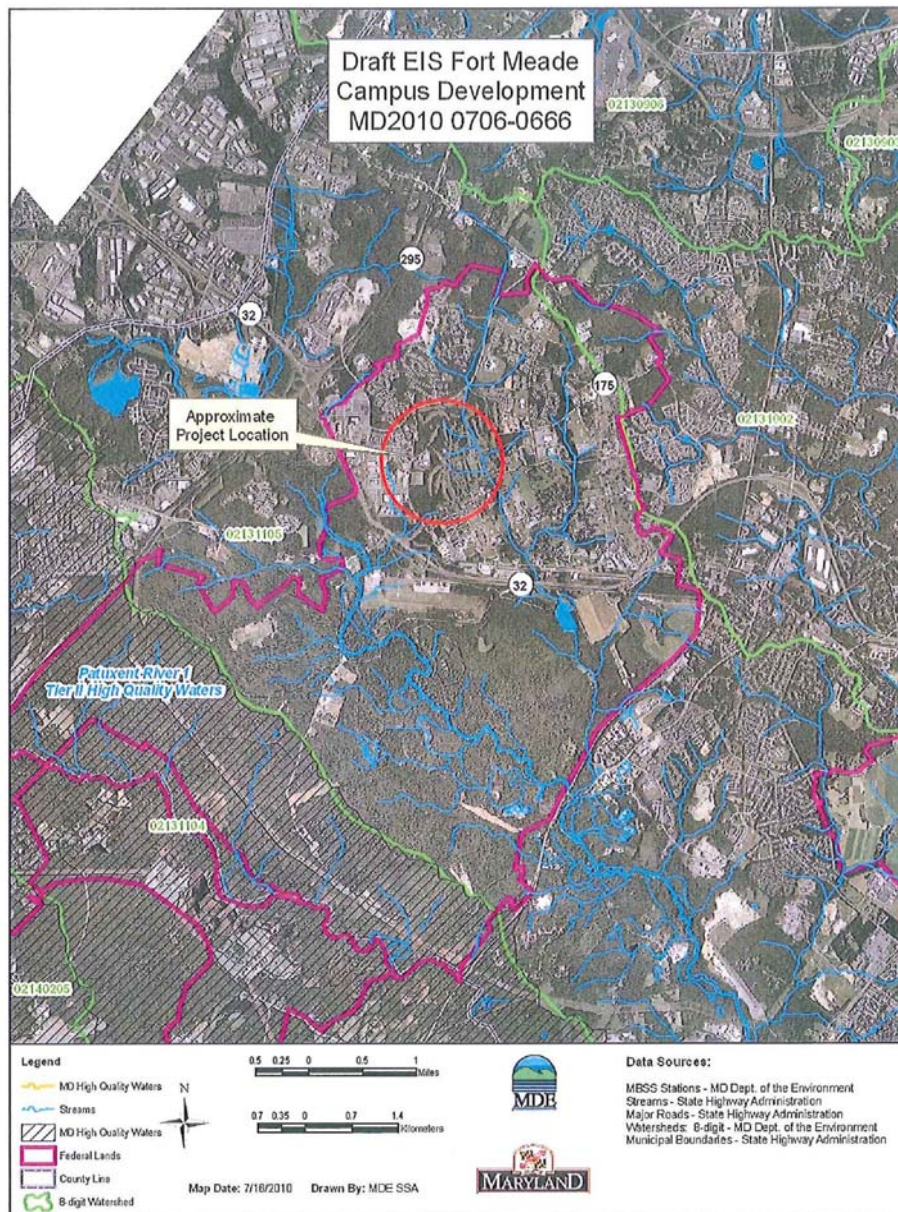 Draft EIS Fort Meade
Campus Development
MD2010 0706-0666
02130906
02130903
295
32
175
Approximate
Project Location
02131002
02131105
32
Patuxent River 1
Tier II High Quality Waters
02131104
02140205
Legend
MD High Quality Waters
Streams
MD High Quality Waters
Federal Lands
County Line
8-digit Watershed
N
0.5 0.25 0 0.5 1
Miles
0.7 0.35 0 0.7 1.4
Kilometers
Map Date: 7/16/2010 Drawn By: MDE SSA
MDE
MARYLAND
Data Sources:
MBSS Stations - MD Dept. of the Environment
Streams - State Highway Administration
Major Roads - State Highway Administration
Watersheds: 8-digit - MD Dept. of the Environment
Municipal Boundaries - State Highway Administration